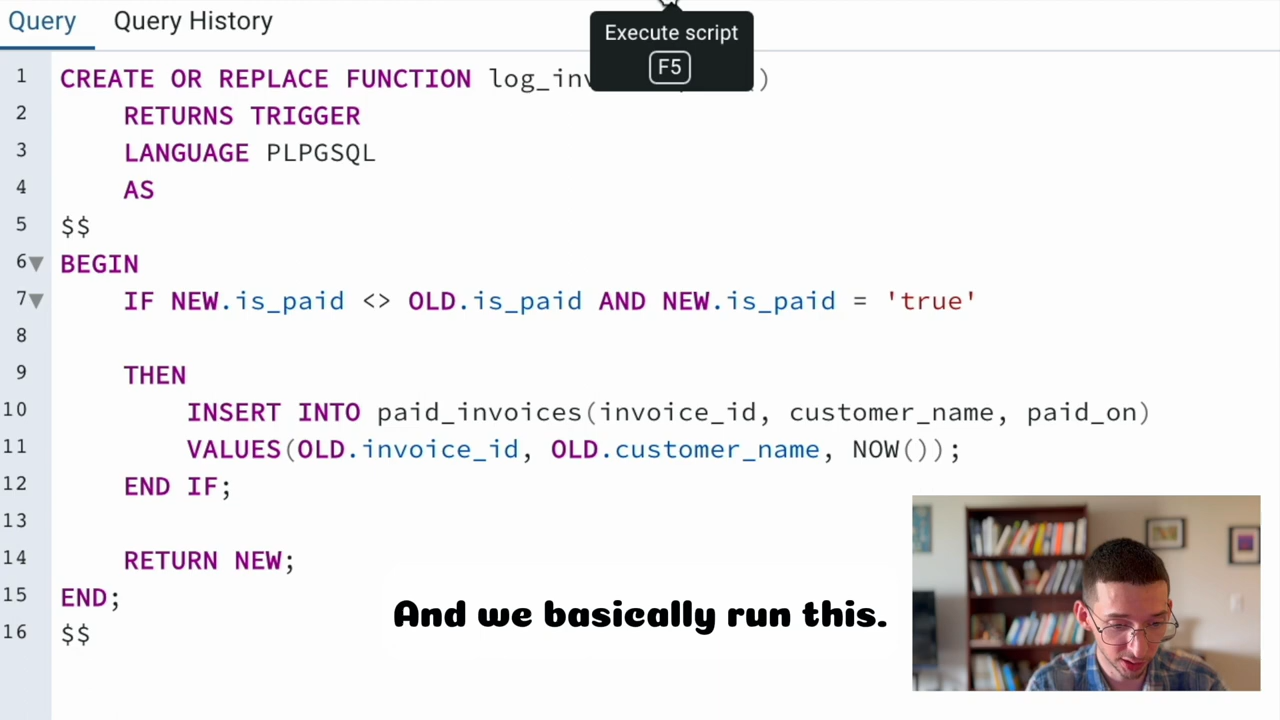 Query Query History
Execute script
F5
1 CREATE OR REPLACE FUNCTION log_inv )
2 RETURNS TRIGGER
3 LANGUAGE PLPGSQL
4 AS
5 $$
6 BEGIN
7 IF NEW.is_paid <> OLD.is_paid AND NEW.is_paid = 'true'
8
9 THEN
10 INSERT INTO paid_invoices(invoice_id, customer_name, paid_on)
11 VALUES(OLD.invoice_id, OLD.customer_name, NOW());
12 END IF;
13
14 RETURN NEW;
15 END;
16 $$
And we basically run this.